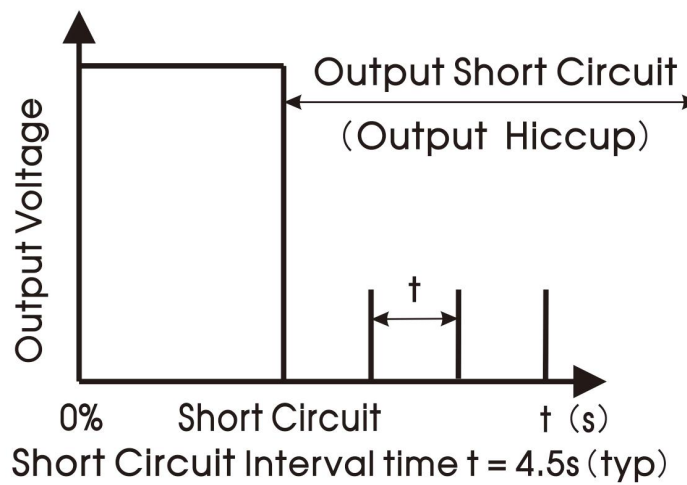 Output Short Circuit
（Output Hiccup）
Output Voltage
t
0% Short Circuit t（s）
Short Circuit Interval time t = 4.5s（typ）